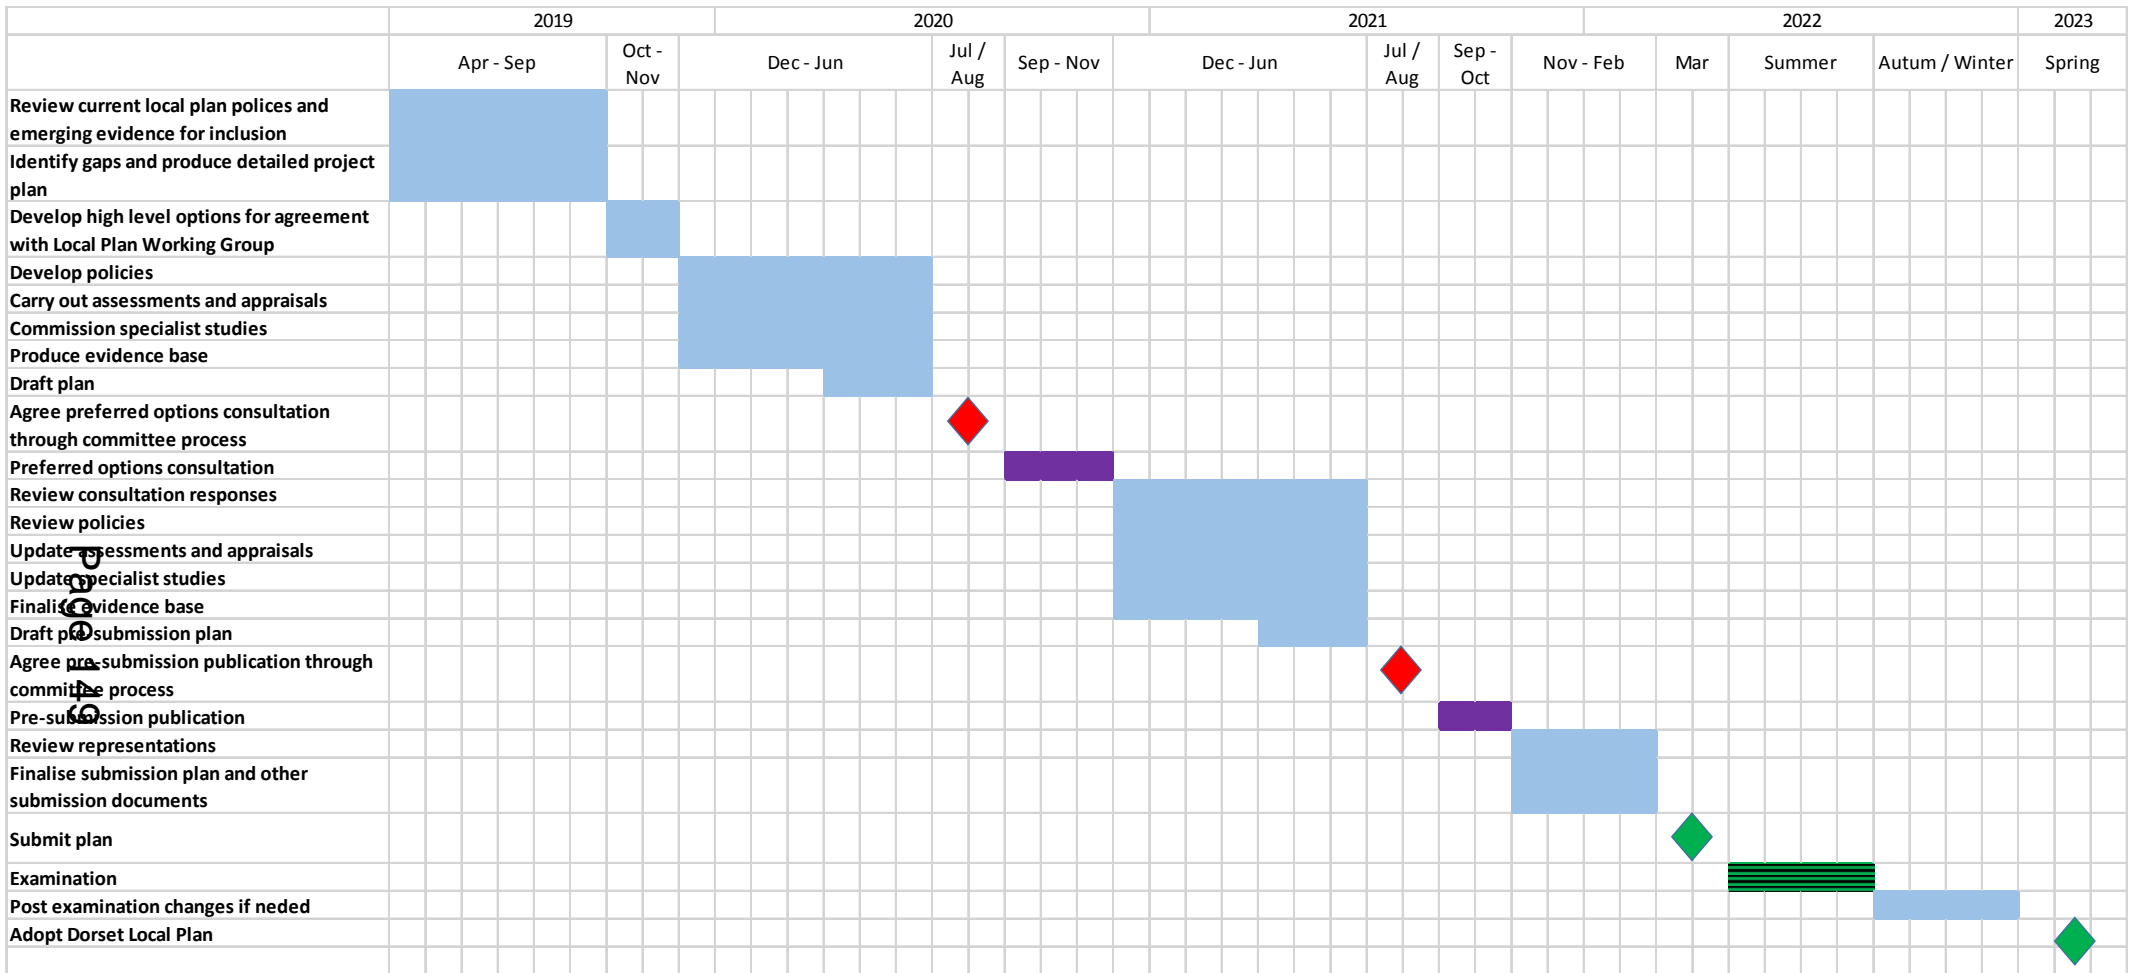 2019 2020 2021 2022 2023
Apr - Sep Oct - Nov Dec - Jun Jul / Aug Sep - Nov Dec - Jun Jul / Aug Sep - Oct Nov - Feb Mar Summer Autum / Winter Spring
Review current local plan polices and
emerging evidence for inclusion
Identify gaps and produce detailed project
plan
Develop high level options for agreement
with Local Plan Working Group
Develop policies
Carry out assessments and appraisals
Commission specialist studies
Produce evidence base
Draft plan
Agree preferred options consultation
through committee process
Preferred options consultation
Review consultation responses
Review policies
Update assessments and appraisals
Update specialist studies
Finalise evidence base
Draft pre-submission plan
Agree pre-submission publication through
committee process
Pre-submission publication
Review representations
Finalise submission plan and other
submission documents
Submit plan
Examination
Post examination changes if neded
Adopt Dorset Local Plan
Page 149